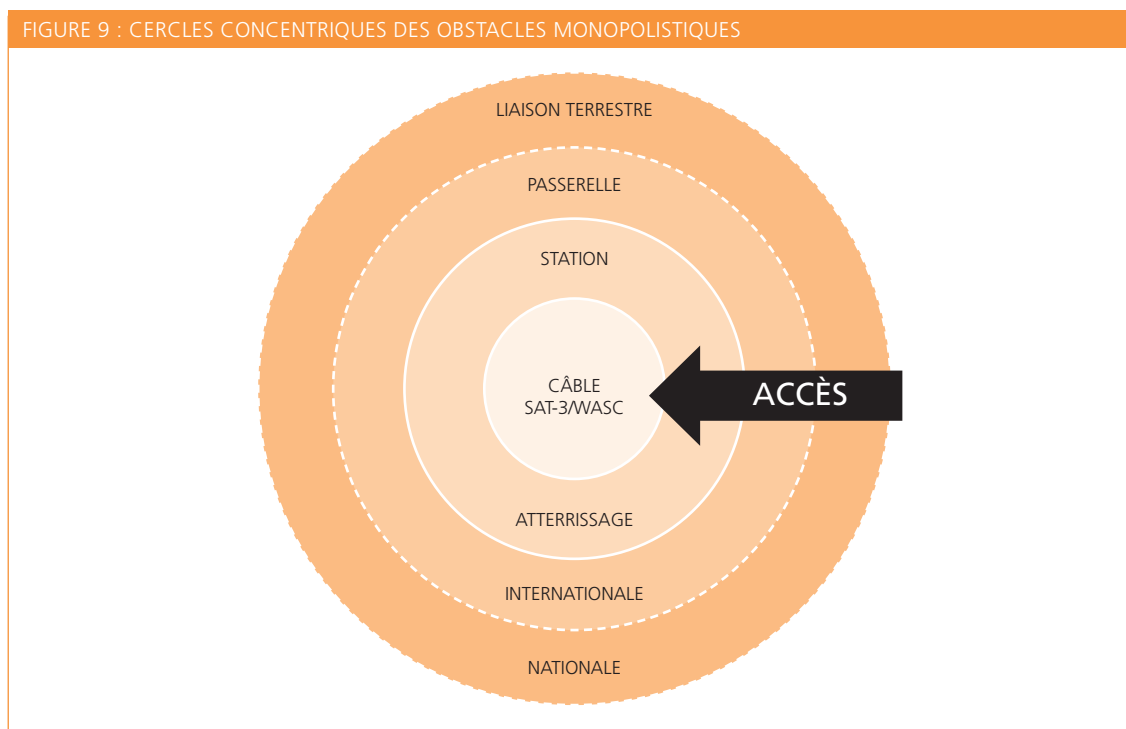 FIGURE 9 : CERCLES CONCENTRIQUES DES OBSTACLES MONOPOLISTIQUES
LIAISON TERRESTRE
PASSERELLE
STATION
CÂBLE
SAT-3/WASC
ACCÈS
ATTERRISSAGE
INTERNATIONALE
NATIONALE